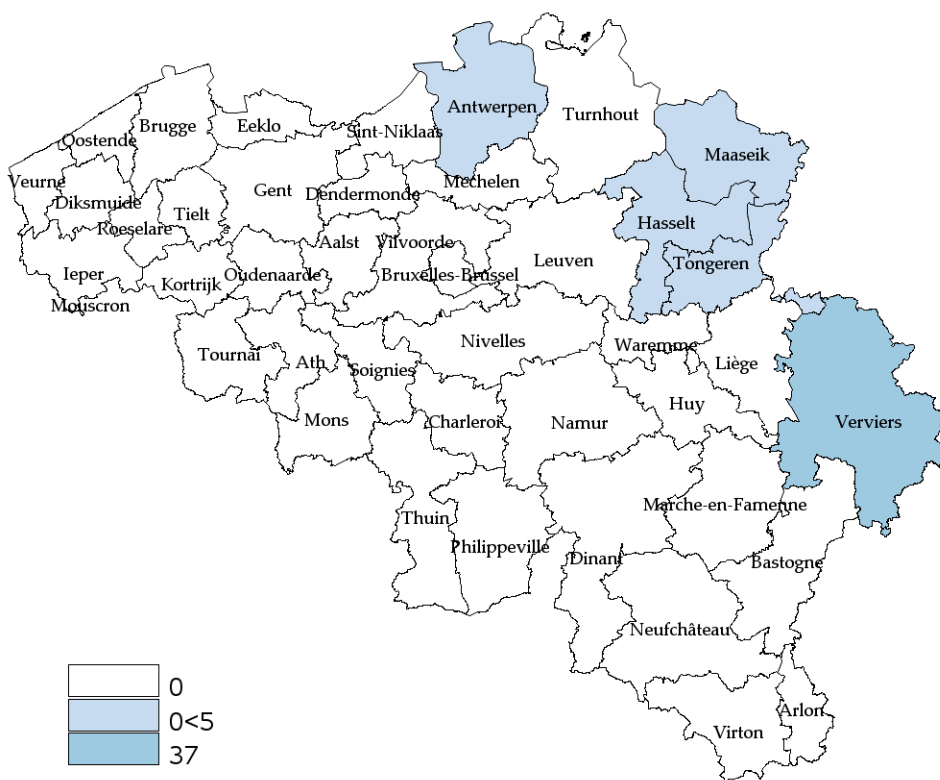 Antwerpen
Turnhout
Oostende
Brugge
Eeklo
Sint-Niklaas
Maaseik
Veurne
Diksmuide
Tielt
Gent
Dendermonde
Mechelen
Roeselare
Hasselt
Aalst
Vilvoorde
Ieper
Kortrijk
Oudenaarde
Bruxelles-Brussel
Leuven
Tongeren
Mouscron
Tournai
Ath
Soignies
Nivelles
Waremme
Liège
Mons
Charleroi
Namur
Huy
Verviers
Thuin
Philippeville
Dinant
Marche-en-Famenne
Bastogne
Neufchâteau
Virton
Arlon
0
0<5
37